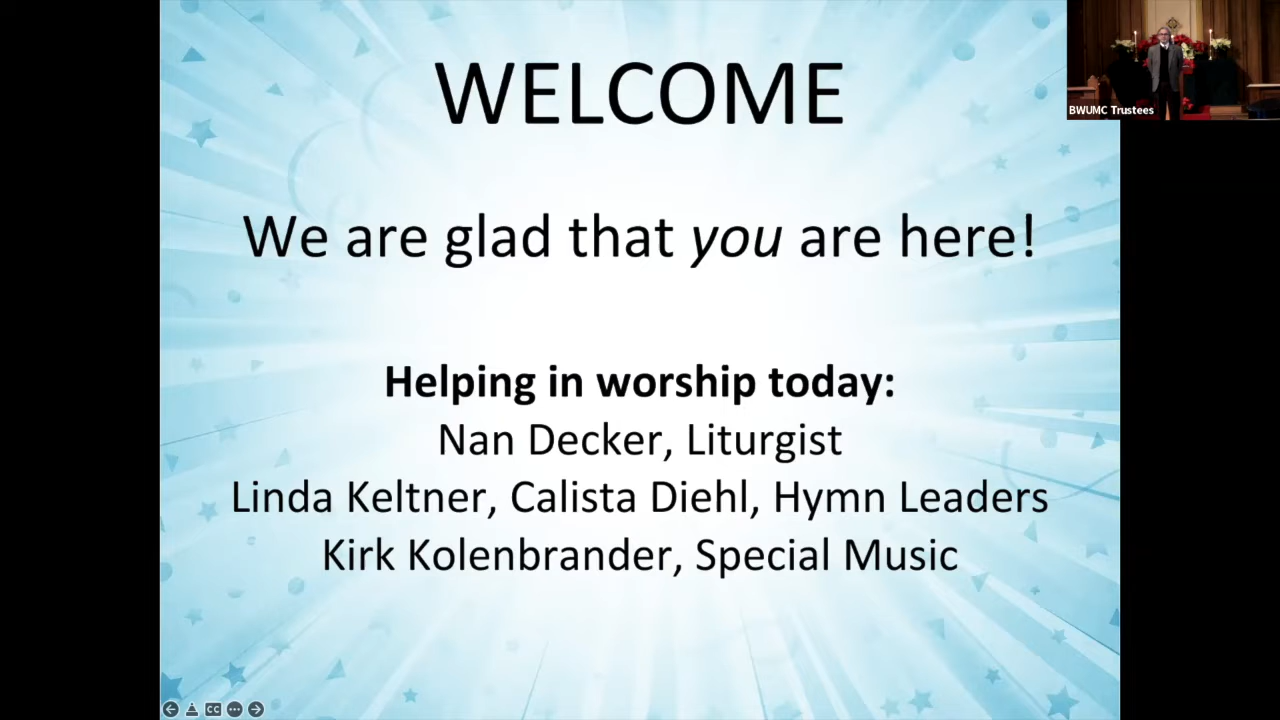 WELCOME
BWUMC Trustees
We are glad that you are here!
Helping in worship today:
Nan Decker, Liturgist
Linda Keltner, Calista Diehl, Hymn Leaders
Kirk Kolenbrander, Special Music
CC